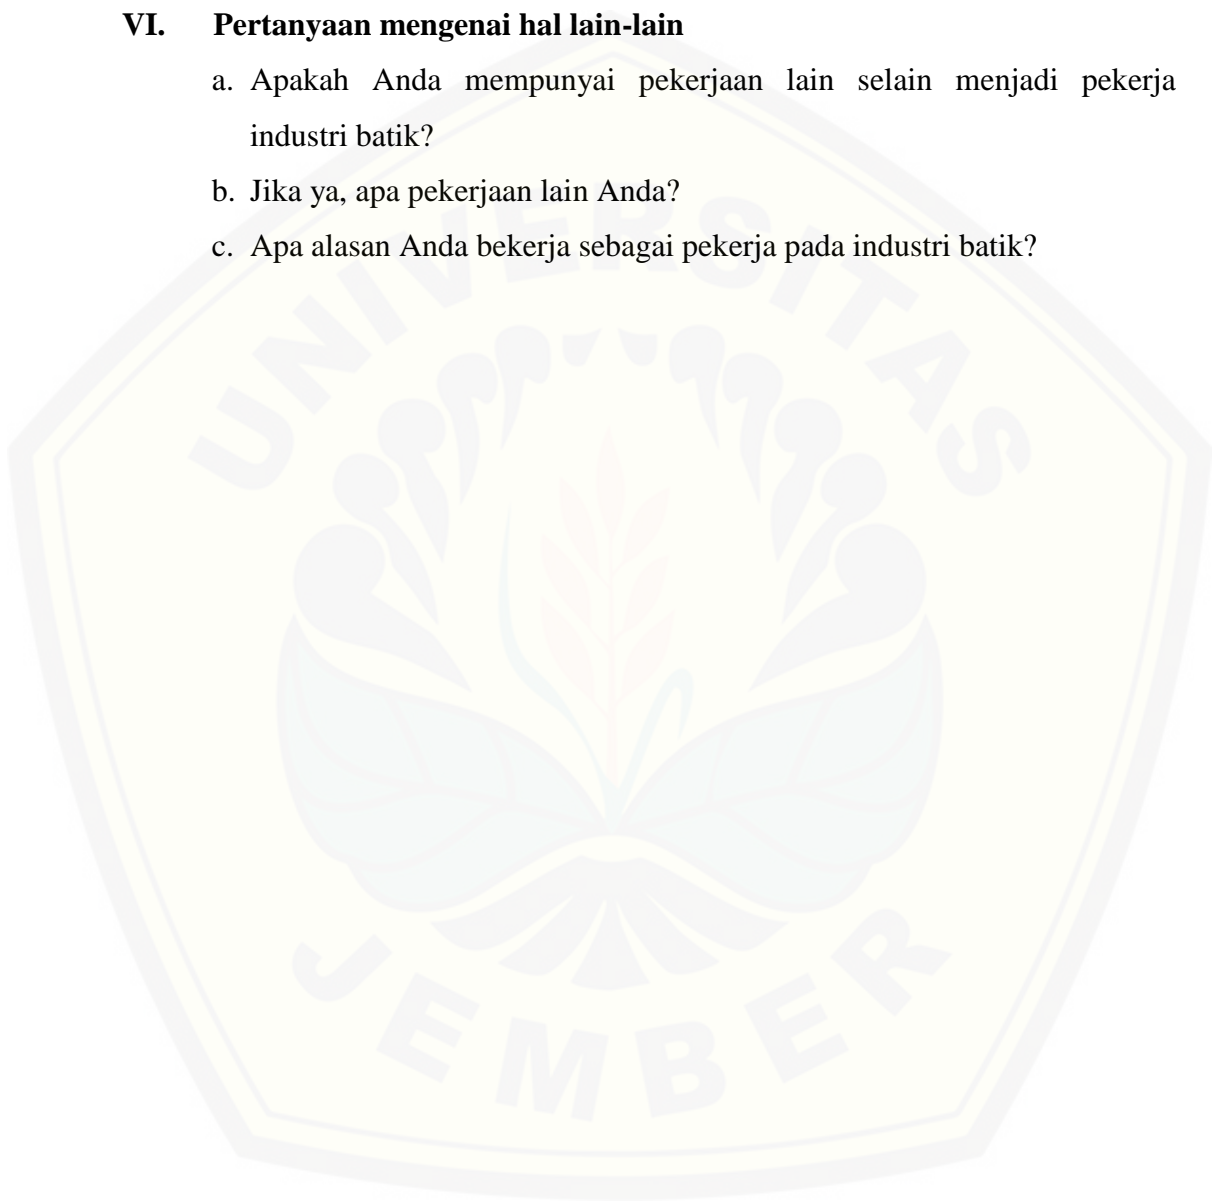 VI. Pertanyaan mengenai hal lain-lain
a. Apakah Anda mempunyai pekerjaan lain selain menjadi pekerja
industri batik?
b. Jika ya, apa pekerjaan lain Anda?
c. Apa alasan Anda bekerja sebagai pekerja pada industri batik?
UNIVERSITAS
JEMBER